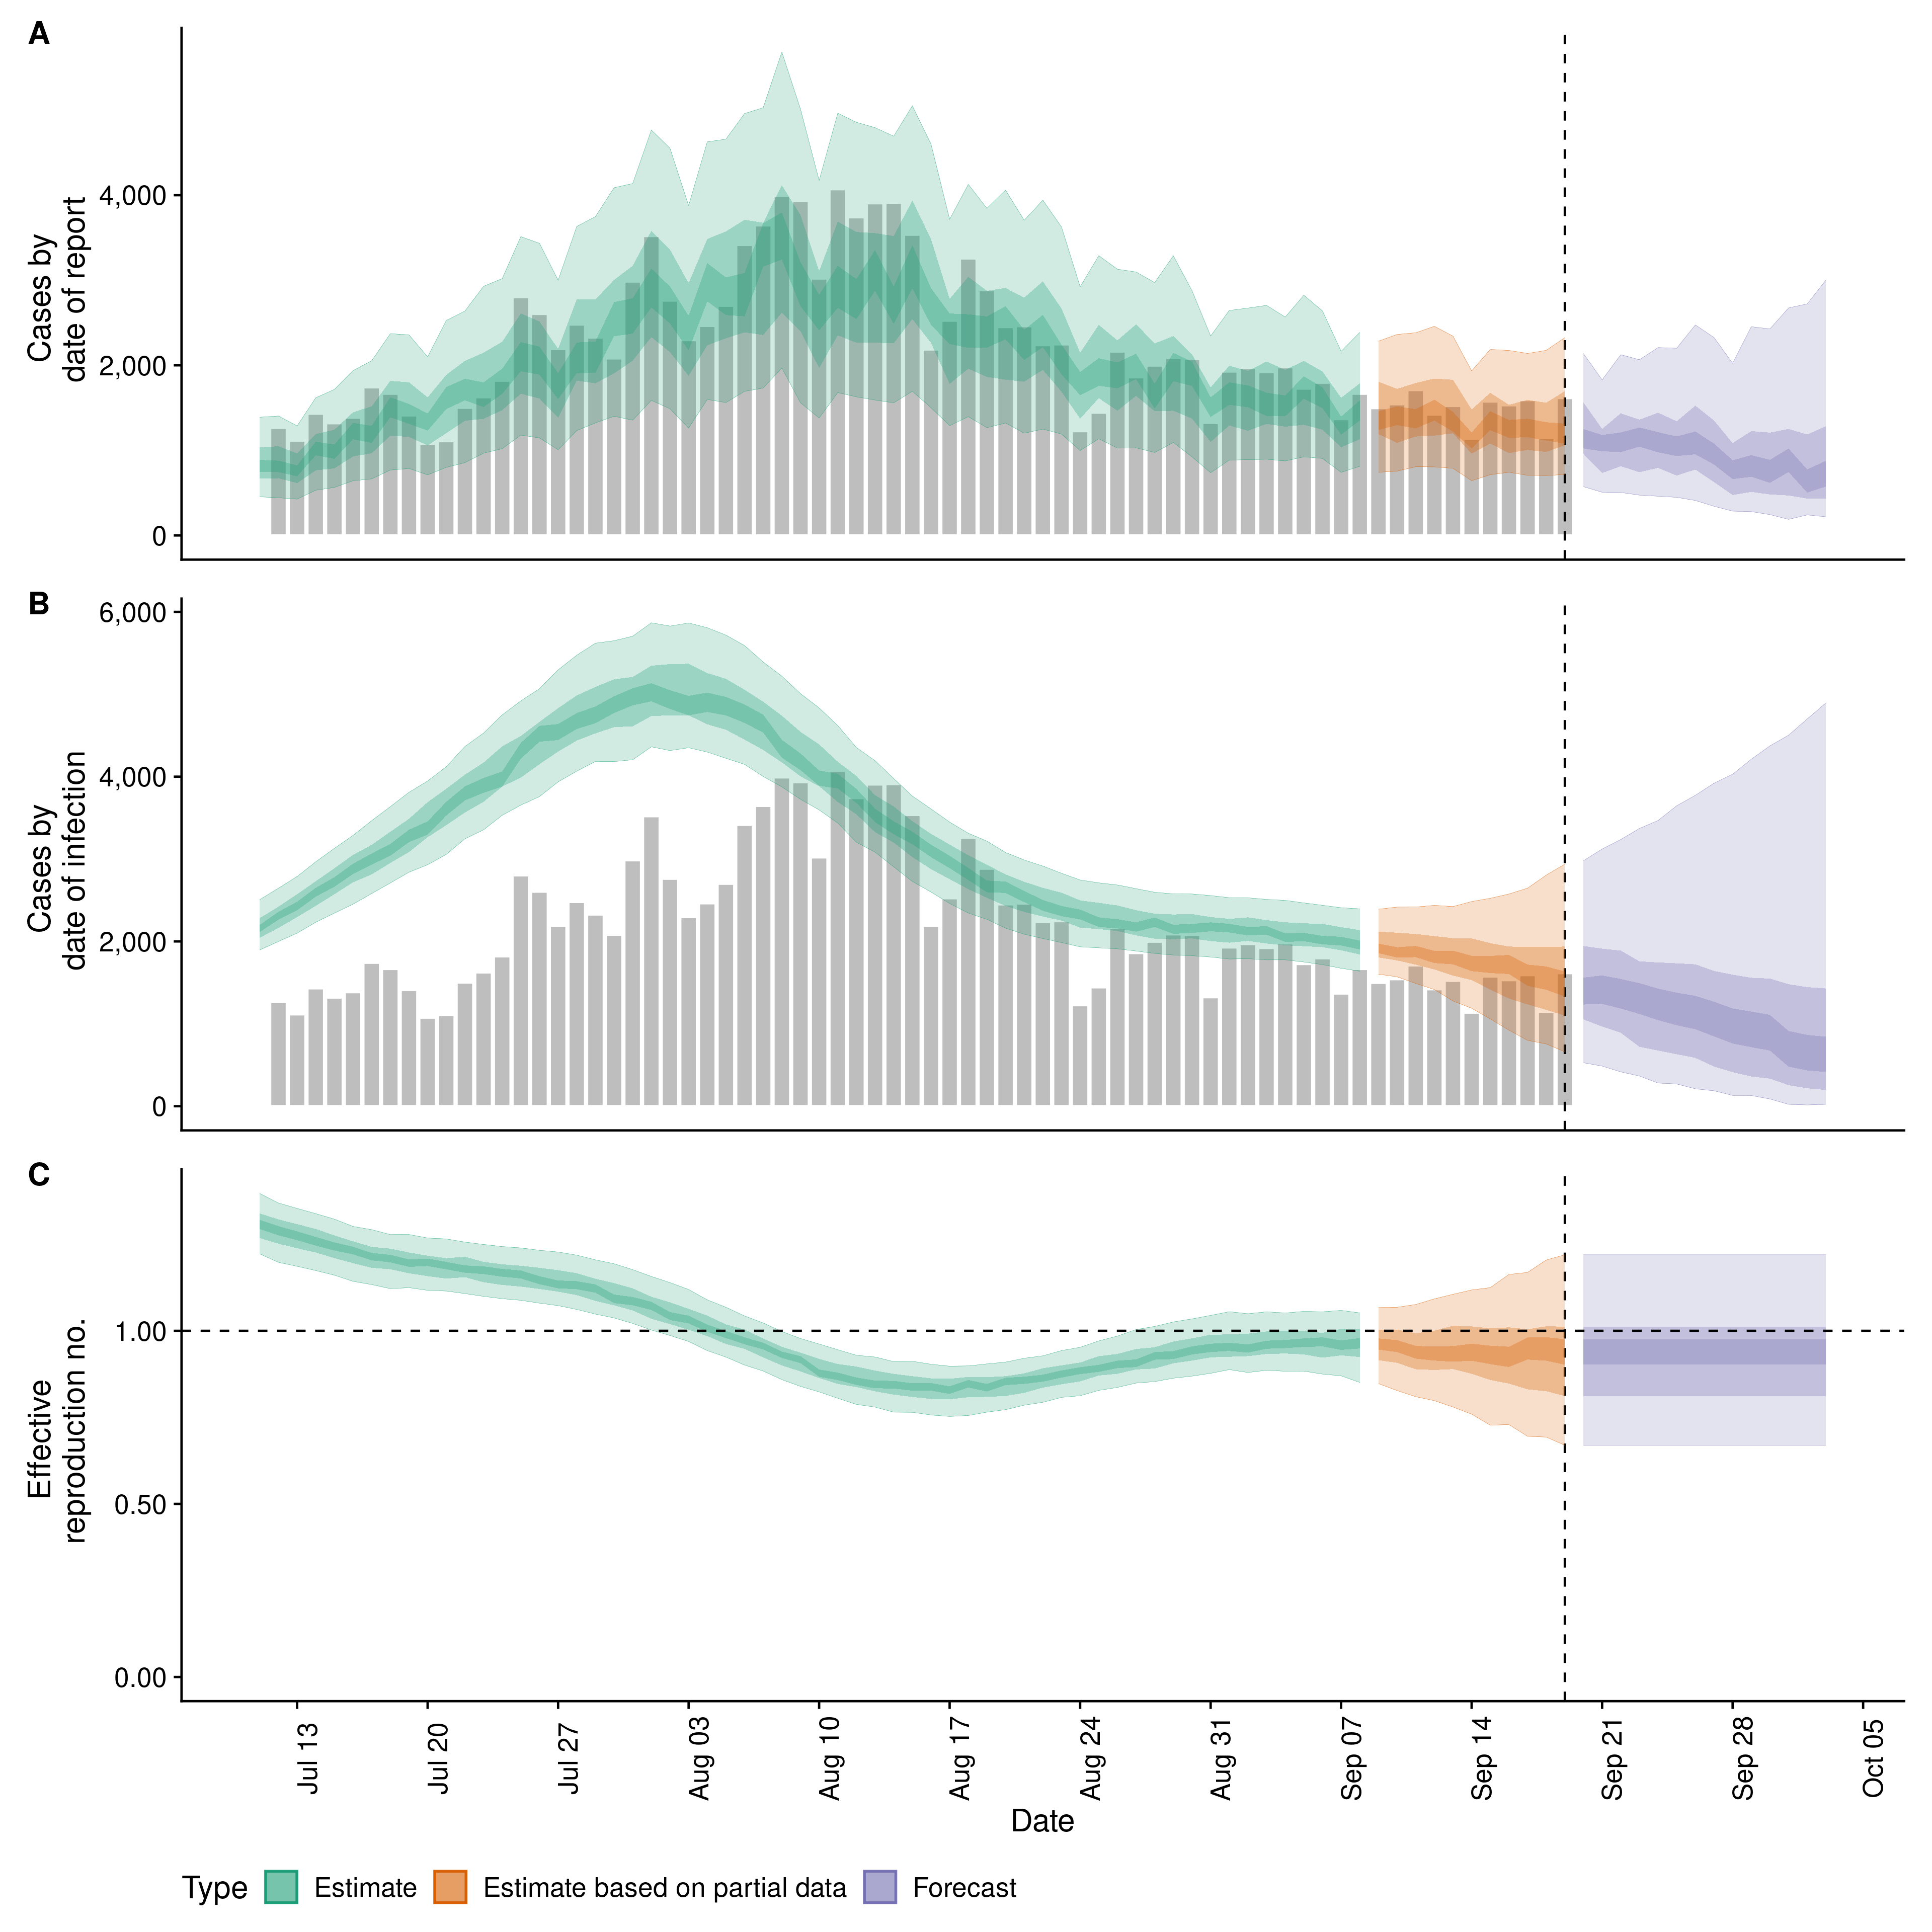 A
Cases by
date of report
4,000
2,000
0
B
Cases by
date of infection
6,000
4,000
2,000
0
C
Effective
reproduction no.
1.00
0.50
0.00
Jul 13
Jul 20
Jul 27
Aug 03
Aug 10
Aug 17
Aug 24
Aug 31
Sep 07
Sep 14
Sep 21
Sep 28
Oct 05
Date
Type
Estimate
Estimate based on partial data
Forecast